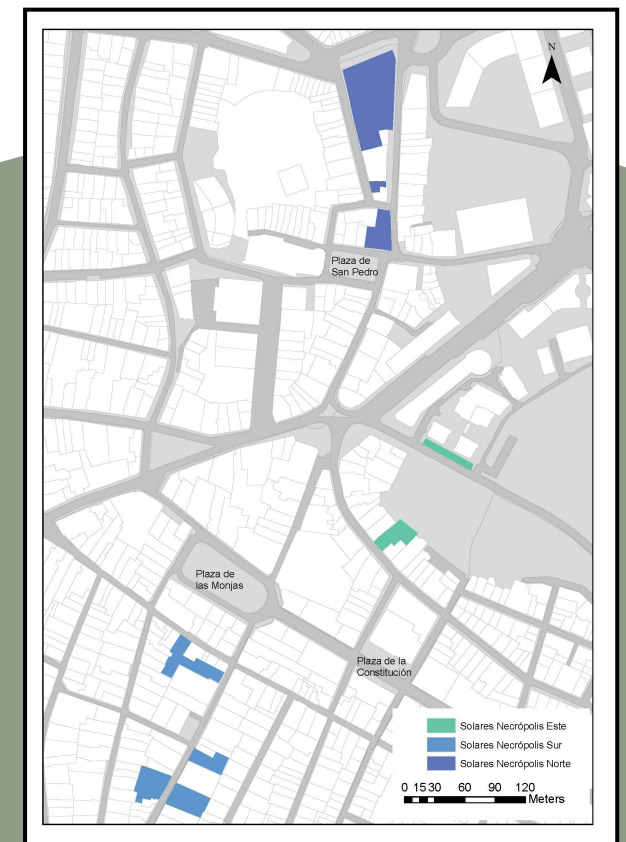 N
Plaza de
San Pedro
Plaza de
las Monjas
Plaza de la
Constitución
Solares Necrópolis Este
Solares Necrópolis Sur
Solares Necrópolis Norte
0 15 30 60 90 120
Meters